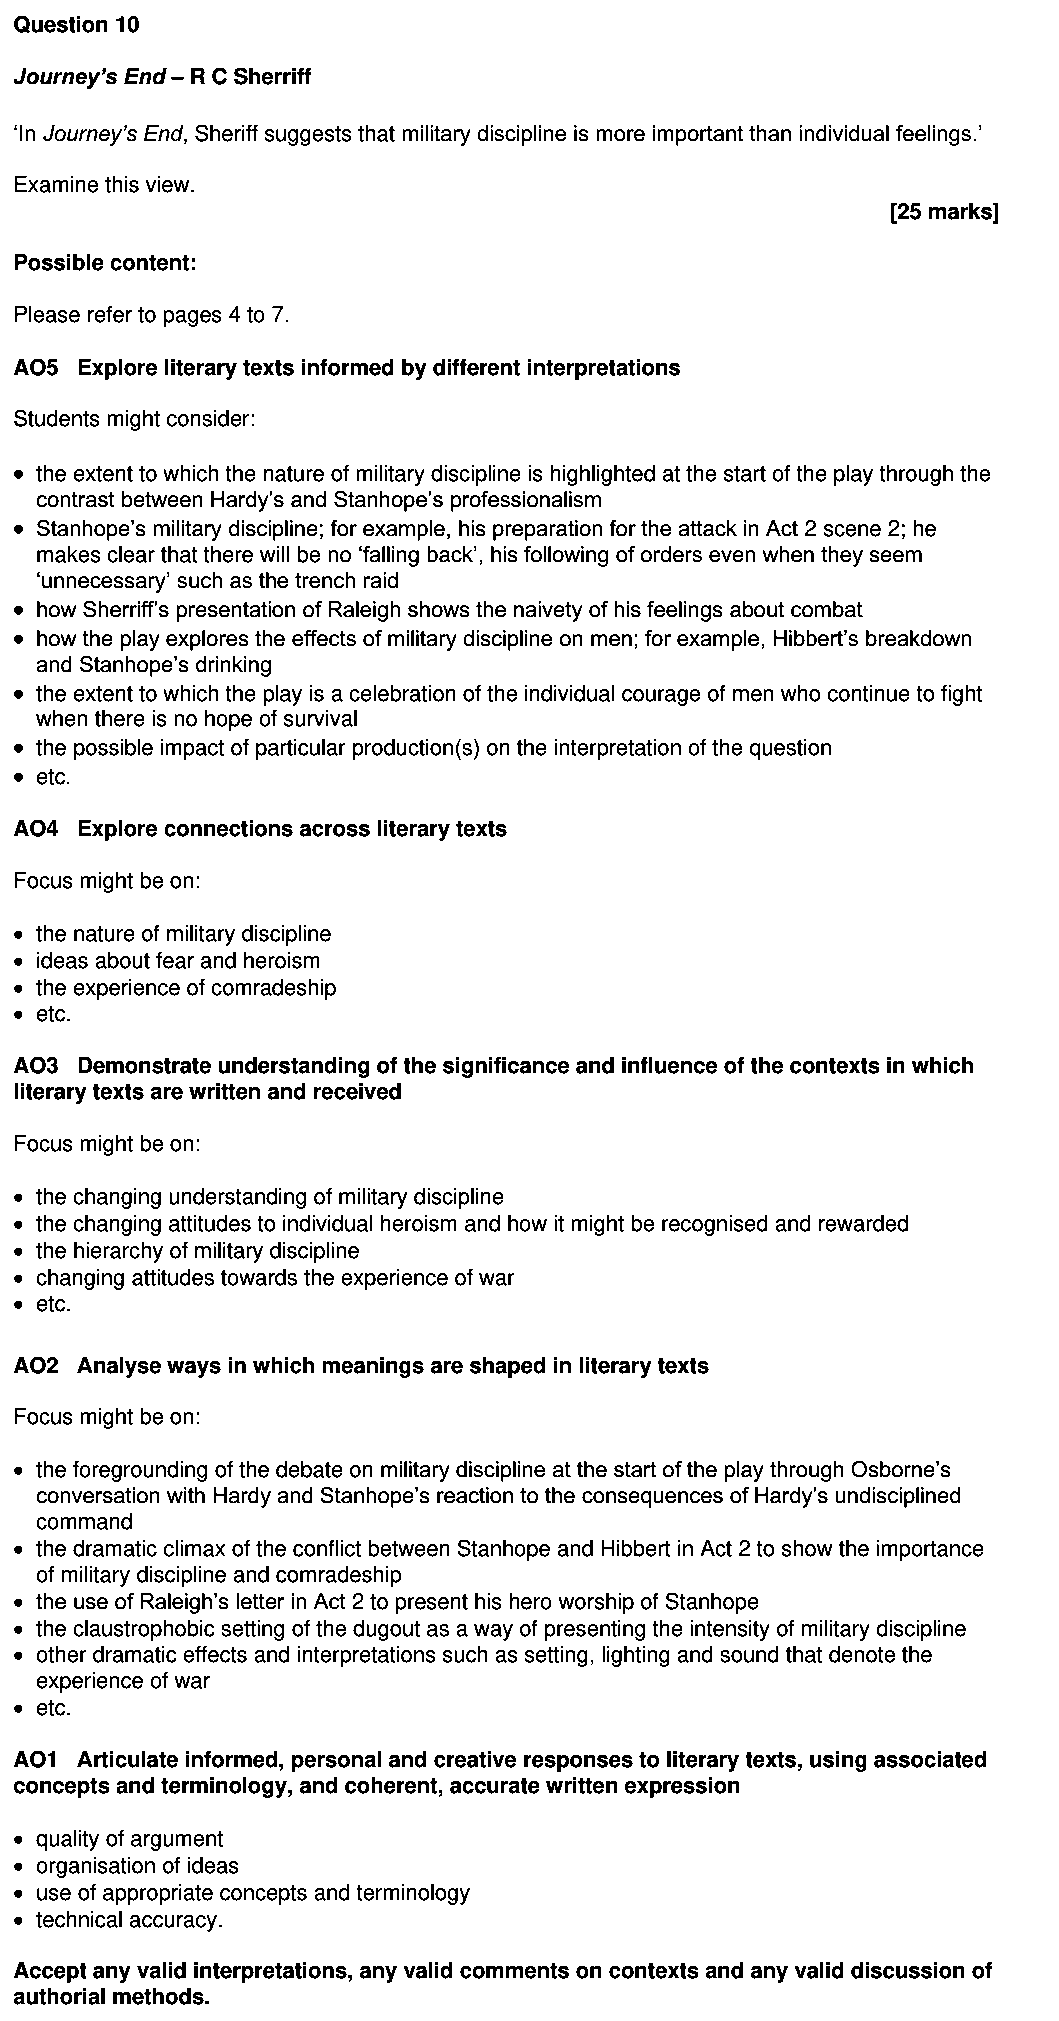 Question 10
Journey's End – R C Sherriff
'In Journey's End, Sheriff suggests that military discipline is more important than individual feelings.'
Examine this view.
[25 marks]
Possible content:
Please refer to pages 4 to 7.
AO5 Explore literary texts informed by different interpretations
Students might consider:
• the extent to which the nature of military discipline is highlighted at the start of the play through the
contrast between Hardy's and Stanhope's professionalism
• Stanhope's military discipline; for example, his preparation for the attack in Act 2 scene 2; he
makes clear that there will be no 'falling back', his following of orders even when they seem
'unnecessary' such as the trench raid
• how Sherriff's presentation of Raleigh shows the naivety of his feelings about combat
• how the play explores the effects of military discipline on men; for example, Hibbert's breakdown
and Stanhope's drinking
• the extent to which the play is a celebration of the individual courage of men who continue to fight
when there is no hope of survival
• the possible impact of particular production(s) on the interpretation of the question
• etc.
AO4 Explore connections across literary texts
Focus might be on:
• the nature of military discipline
• ideas about fear and heroism
• the experience of comradeship
• etc.
AO3 Demonstrate understanding of the significance and influence of the contexts in which
literary texts are written and received
Focus might be on:
• the changing understanding of military discipline
• the changing attitudes to individual heroism and how it might be recognised and rewarded
• the hierarchy of military discipline
• changing attitudes towards the experience of war
• etc.
AO2 Analyse ways in which meanings are shaped in literary texts
Focus might be on:
• the foregrounding of the debate on military discipline at the start of the play through Osborne's
conversation with Hardy and Stanhope's reaction to the consequences of Hardy's undisciplined
command
• the dramatic climax of the conflict between Stanhope and Hibbert in Act 2 to show the importance
of military discipline and comradeship
• the use of Raleigh's letter in Act 2 to present his hero worship of Stanhope
• the claustrophobic setting of the dugout as a way of presenting the intensity of military discipline
• other dramatic effects and interpretations such as setting, lighting and sound that denote the
experience of war
• etc.
AO1 Articulate informed, personal and creative responses to literary texts, using associated
concepts and terminology, and coherent, accurate written expression
• quality of argument
• organisation of ideas
• use of appropriate concepts and terminology
• technical accuracy.
Accept any valid interpretations, any valid comments on contexts and any valid discussion of
authorial methods.